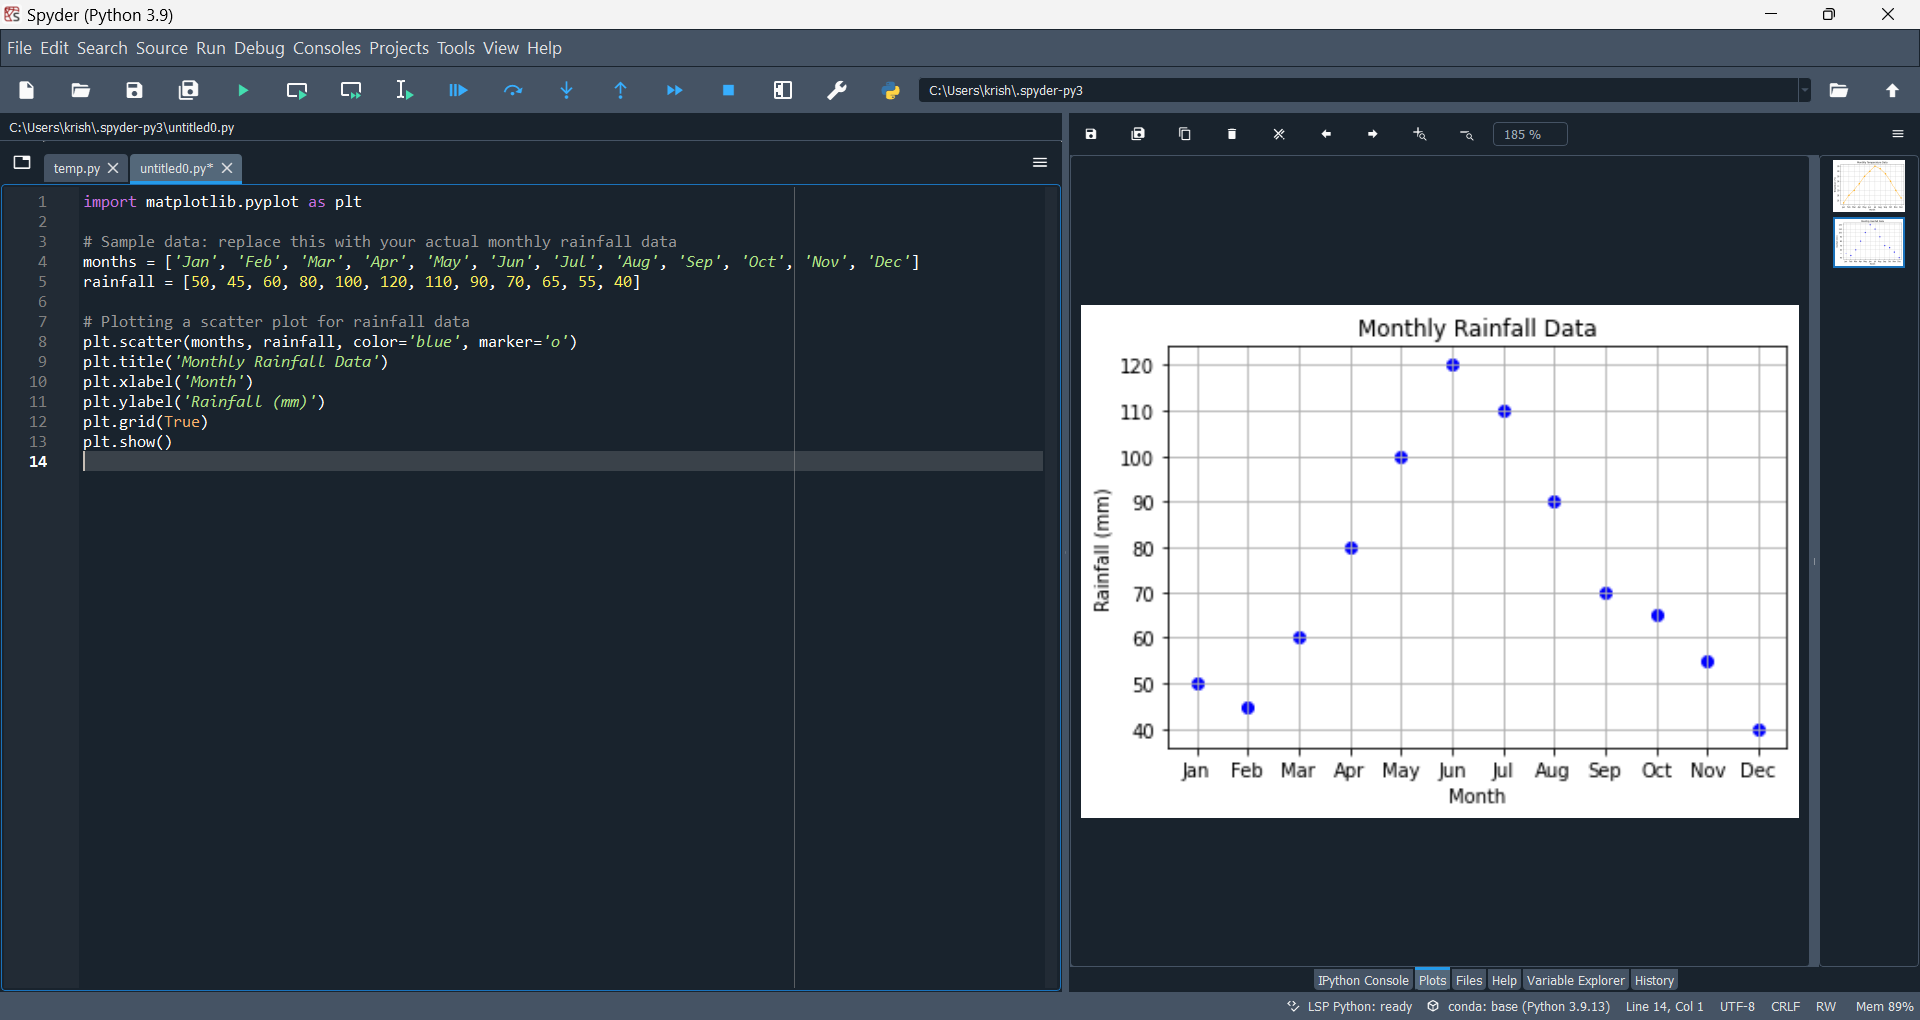 Spyder (Python 3.9)
File Edit Search Source Run Debug Consoles Projects Tools View Help
C:\Users\krish\.spyder-py3
C:\Users\krish\.spyder-py3\untitled0.py
temp.py
untitled0.py*
185 %
1 import matplotlib.pyplot as plt
2
3 # Sample data: replace this with your actual monthly rainfall data
4 months = ['Jan', 'Feb', 'Mar', 'Apr', 'May', 'Jun', 'Jul', 'Aug', 'Sep', 'Oct', 'Nov', 'Dec']
5 rainfall = [50, 45, 60, 80, 100, 120, 110, 90, 70, 65, 55, 40]
6
7 # Plotting a scatter plot for rainfall data
8 plt.scatter(months, rainfall, color='blue', marker='o')
9 plt.title('Monthly Rainfall Data')
10 plt.xlabel('Month')
11 plt.ylabel('Rainfall (mm)')
12 plt.grid(True)
13 plt.show()
14
Monthly Rainfall Data
Rainfall (mm)
120
110
100
90
80
70
60
50
40
Jan Feb Mar Apr May Jun Jul Aug Sep Oct Nov Dec
Month
IPython Console Plots Files Help Variable Explorer History
LSP Python: ready conda: base (Python 3.9.13) Line 14, Col 1 UTF-8 CRLF RW Mem 89%